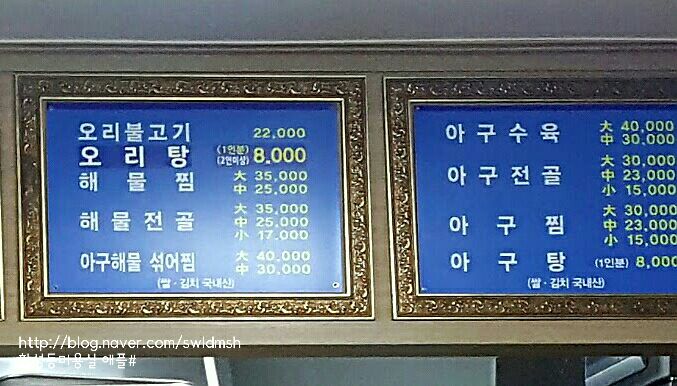 오리불고기 22,000
오리탕 (1인분) (2인이상) 8,000
해물찜 大 35,000
中 25,000
해물전골 大 35,000
中 25,000
小 17,000
아구해물 섞어찜 大 40,000
中 30,000
(쌀·김치 국내산)
아구수육 大 40,000
中 30,000
아구전골 大 30,000
中 23,000
小 15,000
아구찜 大 30,000
中 23,000
小 15,000
아구탕 (1인분) 8,000
(쌀·김치 국내산)
http://blog.naver.com/swldmsh
애플#